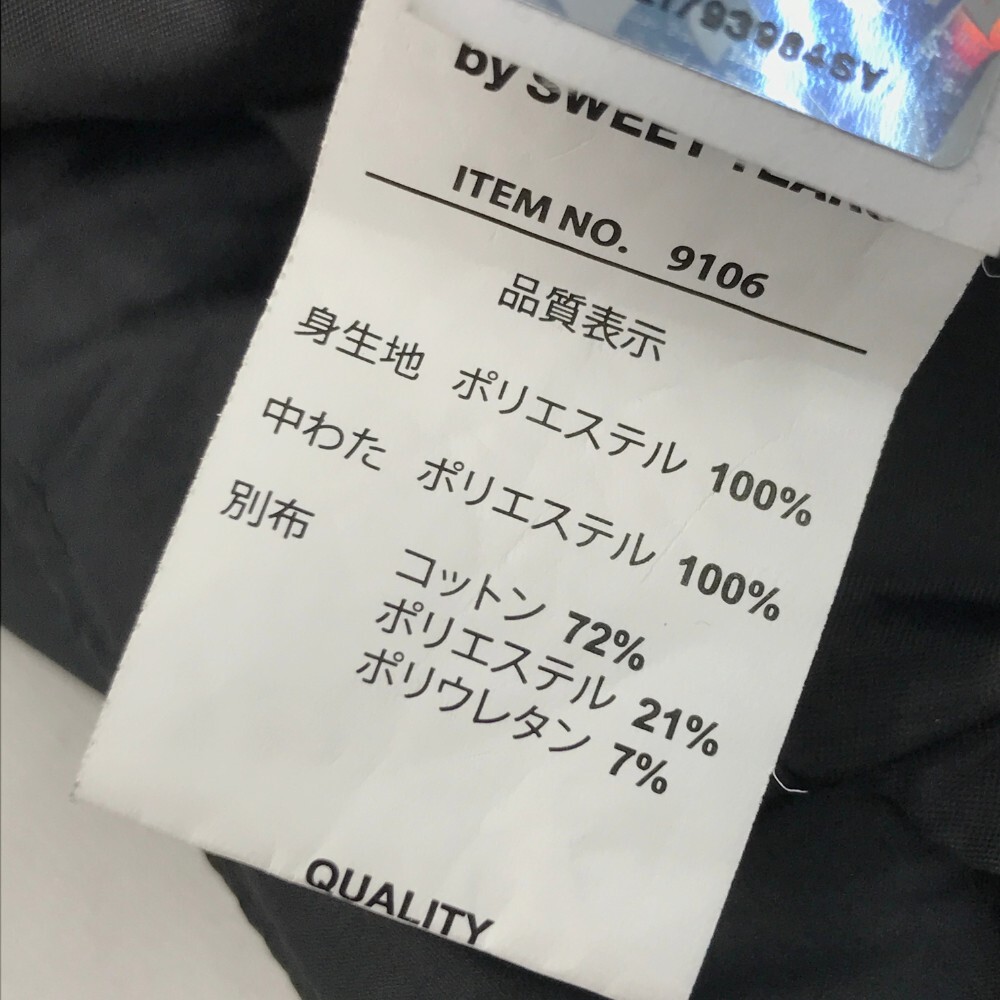 by SWEET YEARS
ITEM NO. 9106
品質表示
身生地 ポリエステル 100%
中わた ポリエステル 100%
別布 コットン 72%
ポリエステル 21%
ポリウレタン 7%
QUALITY